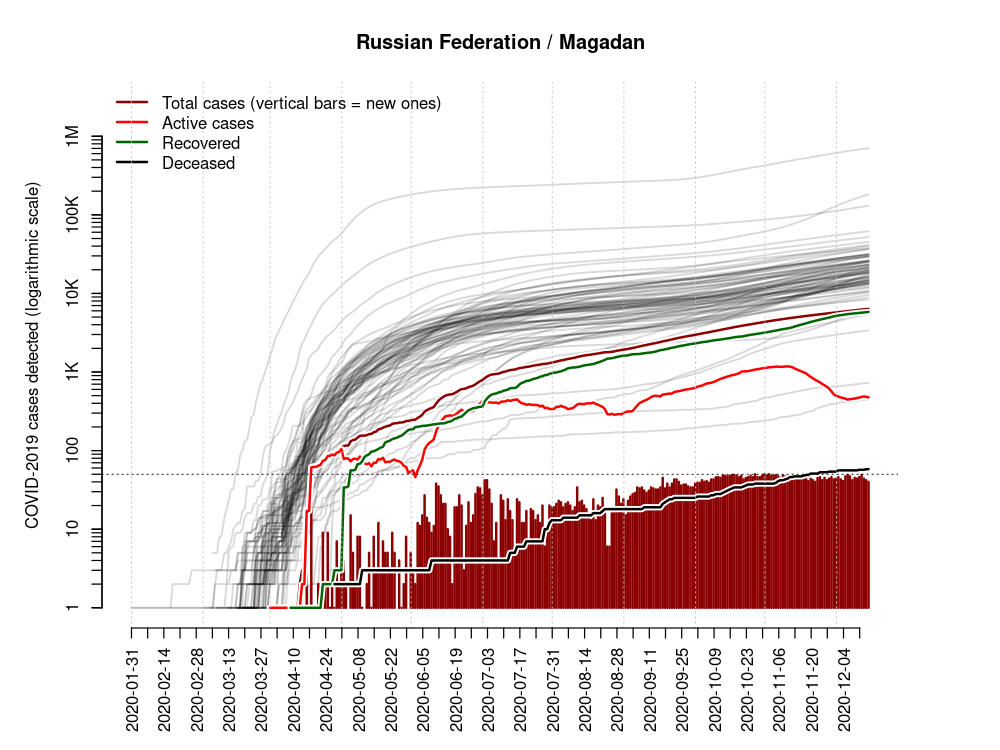 Russian Federation / Magadan
Total cases (vertical bars = new ones)
Active cases
Recovered
Deceased
COVID-2019 cases detected (logarithmic scale)
1M
100K
10K
1K
100
10
1
2020-01-31
2020-02-14
2020-02-28
2020-03-13
2020-03-27
2020-04-10
2020-04-24
2020-05-08
2020-05-22
2020-06-05
2020-06-19
2020-07-03
2020-07-17
2020-07-31
2020-08-14
2020-08-28
2020-09-11
2020-09-25
2020-10-09
2020-10-23
2020-11-06
2020-11-20
2020-12-04